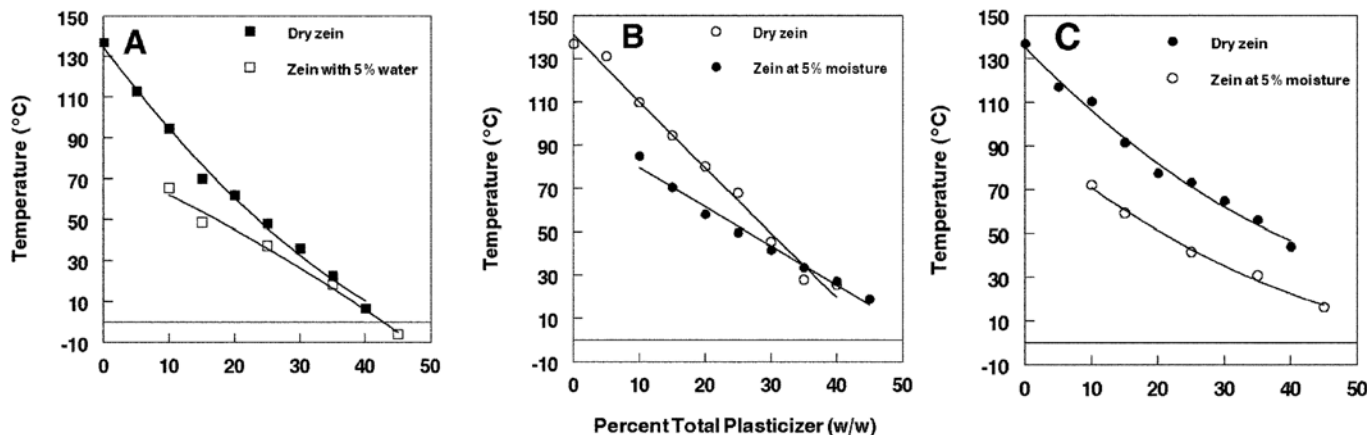 A
Dry zein
Zein with 5% water
Temperature (°C)
150
130
110
90
70
50
30
10
-10
0 10 20 30 40 50
B
Dry zein
Zein at 5% moisture
Temperature (°C)
150
130
110
90
70
50
30
10
-10
0 10 20 30 40 50
Percent Total Plasticizer (w/w)
C
Dry zein
Zein at 5% moisture
Temperature (°C)
150
130
110
90
70
50
30
10
-10
0 10 20 30 40 50